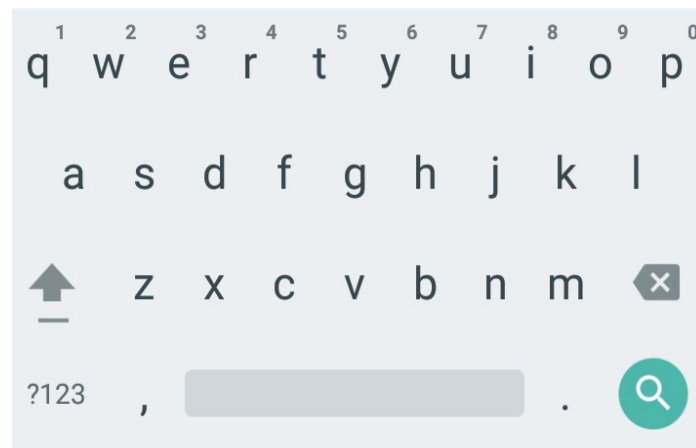 1 2 3 4 5 6 7 8 9 0
q w e r t y u i o p
a s d f g h j k l
z x c v b n m
?123 , .